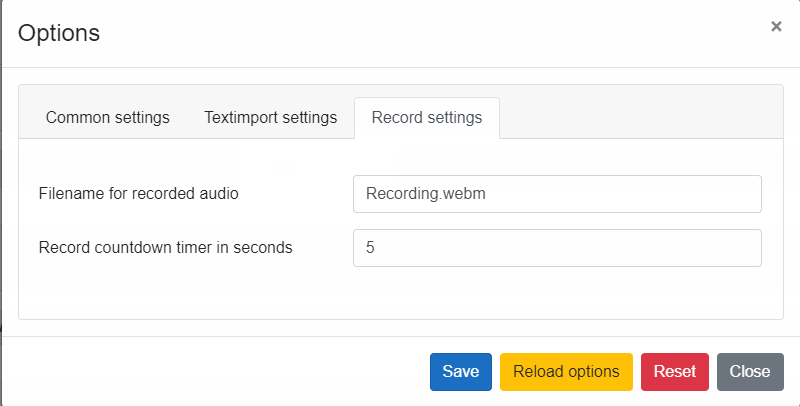 Options ×
Common settings Textimport settings Record settings
Filename for recorded audio Recording.webm
Record countdown timer in seconds 5
Save Reload options Reset Close